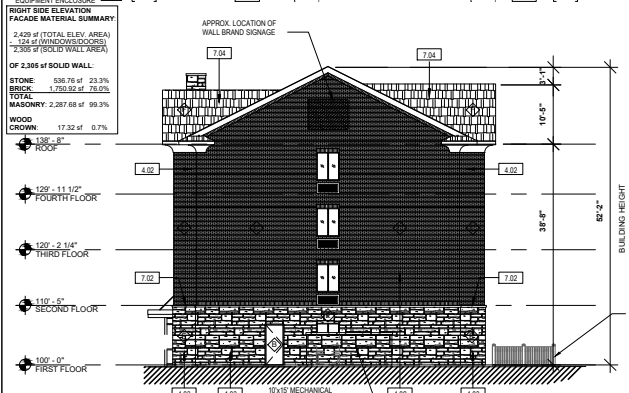 EQUIPMENT ENCLOSURE
RIGHT SIDE ELEVATION
FACADE MATERIAL SUMMARY:
2,429 sf (TOTAL ELEV. AREA)
- 124 sf (WINDOWS/DOORS)
2,305 sf (SOLID WALL AREA)
OF 2,305 sf SOLID WALL:
STONE: 536.76 sf 23.3%
BRICK: 1,750.92 sf 76.0%
TOTAL
MASONRY: 2,287.68 sf 99.3%
WOOD
CROWN: 17.32 sf 0.7%
APPROX. LOCATION OF
WALL BRAND SIGNAGE
7.04
7.04
3'-1"
10'-5"
138' - 8"
ROOF
4.02
4.02
129' - 11 1/2"
FOURTH FLOOR
38'-8"
52'-2"
BUILDING HEIGHT
120' - 2 1/4"
THIRD FLOOR
7.02
7.02
110' - 5"
SECOND FLOOR
B
100' - 0"
FIRST FLOOR
10'x15' MECHANICAL